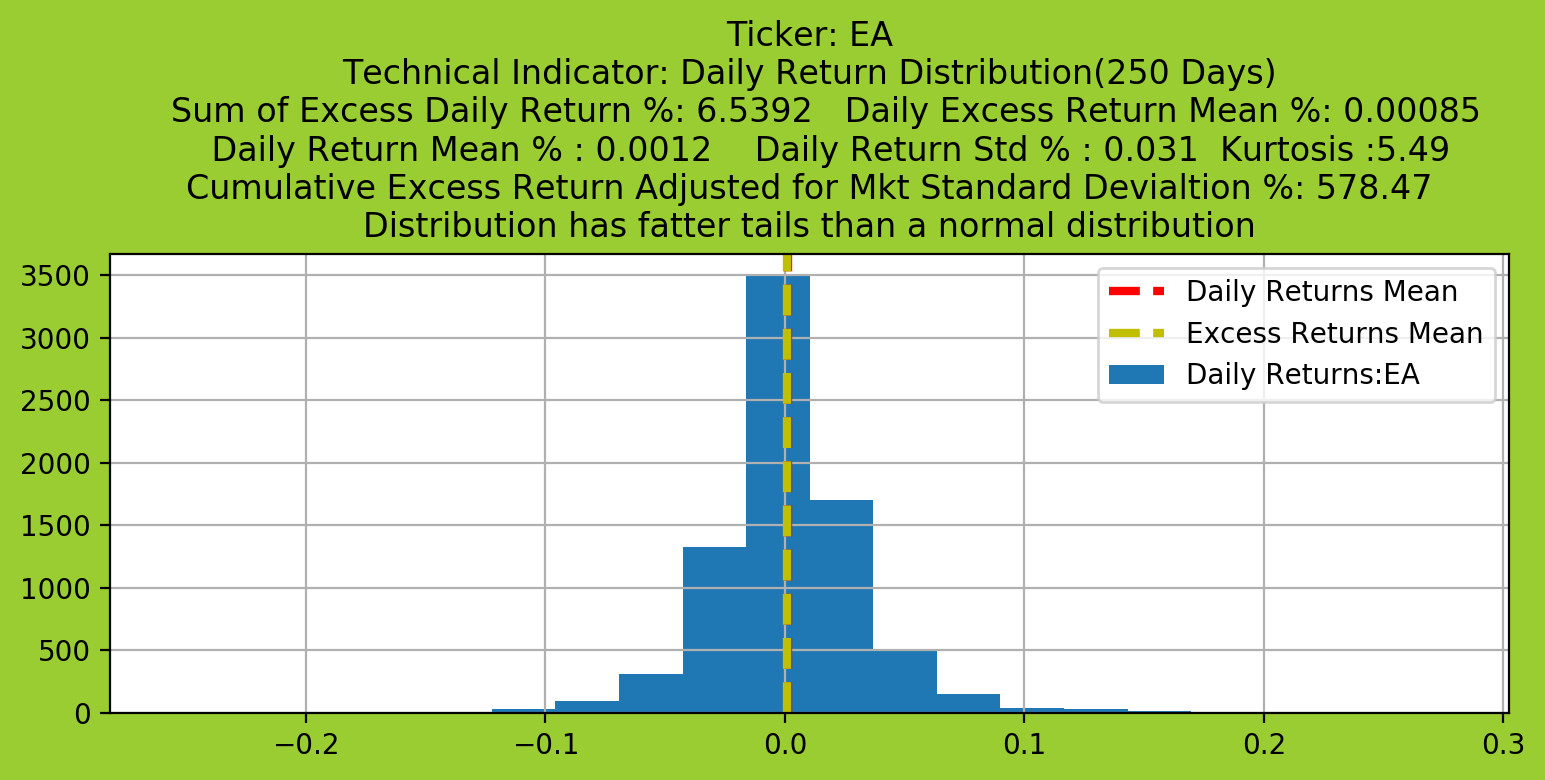 Ticker: EA
Technical Indicator: Daily Return Distribution(250 Days)
Sum of Excess Daily Return %: 6.5392   Daily Excess Return Mean %: 0.00085
Daily Return Mean % : 0.0012    Daily Return Std % : 0.031  Kurtosis :5.49
Cumulative Excess Return Adjusted for Mkt Standard Devialtion %: 578.47
Distribution has fatter tails than a normal distribution
3500
3000
2500
2000
1500
1000
500
0
Daily Returns Mean
Excess Returns Mean
Daily Returns:EA
−0.2 −0.1 0.0 0.1 0.2 0.3